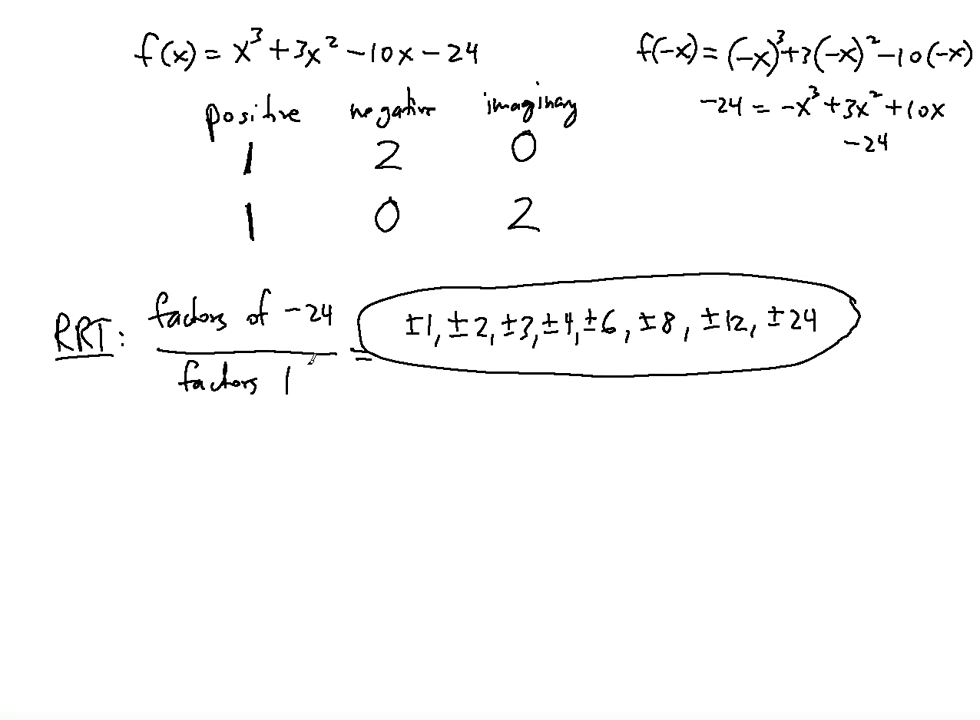 f(x) = x³ + 3x² − 10x − 24
f(−x) = (−x)³ + 3(−x)² − 10(−x)
−24 = −x³ + 3x² + 10x
−24
positive negative imaginary
1 2 0
1 0 2
RRT: factors of −24 / factors 1 = ±1, ±2, ±3, ±4, ±6, ±8, ±12, ±24